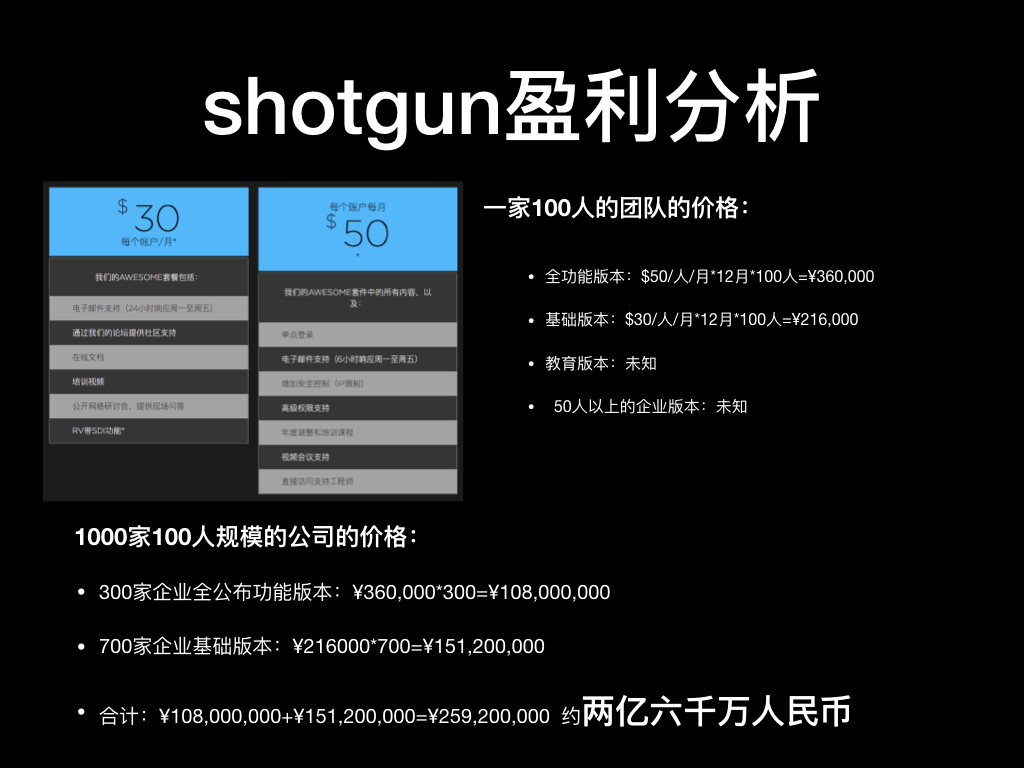 shotgun盈利分析
$30
每个帐户/月*
我们的AWESOME套餐包括：
电子邮件支持（24小时响应周一至周五）
通过我们的论坛提供社区支持
在线文档
培训视频
公开网络研讨会，提供现场问答
RV带SDI功能*
每个账户每月
$50
*
我们的AWESOME套件中的所有内容，以
及：
单点登录
电子邮件支持（6小时响应周一至周五）
增加安全控制（IP限制）
高级权限支持
年度调整和培训课程
视频会议支持
直接访问支持工程师
一家100人的团队的价格：
• 全功能版本：$50/人/月*12月*100人=¥360,000
• 基础版本：$30/人/月*12月*100人=¥216,000
• 教育版本：未知
• 50人以上的企业版本：未知
1000家100人规模的公司的价格：
• 300家企业全公布功能版本：¥360,000*300=¥108,000,000
• 700家企业基础版本：¥216000*700=¥151,200,000
• 合计：¥108,000,000+¥151,200,000=¥259,200,000 约两亿六千万人民币